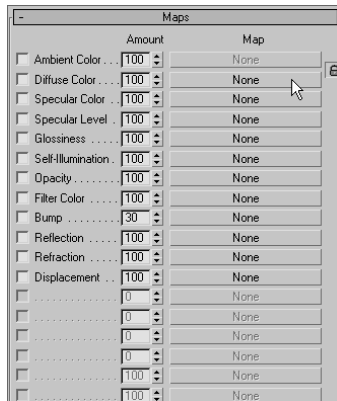 - Maps
Amount Map
Ambient Color . . . 100 None
Diffuse Color . . . . 100 None
Specular Color . . 100 None
Specular Level . 100 None
Glossiness . . . . . 100 None
Self-Illumination . 100 None
Opacity . . . . . . . . 100 None
Filter Color . . . . . 100 None
Bump . . . . . . . . . 30 None
Reflection . . . . . 100 None
Refraction . . . . . 100 None
Displacement . . 100 None
. . . . . . . . . . . . . . 0 None
. . . . . . . . . . . . . . 0 None
. . . . . . . . . . . . . . 0 None
. . . . . . . . . . . . . . 0 None
. . . . . . . . . . . . . . 100 None
. . . . . . . . . . . . . . 100 None